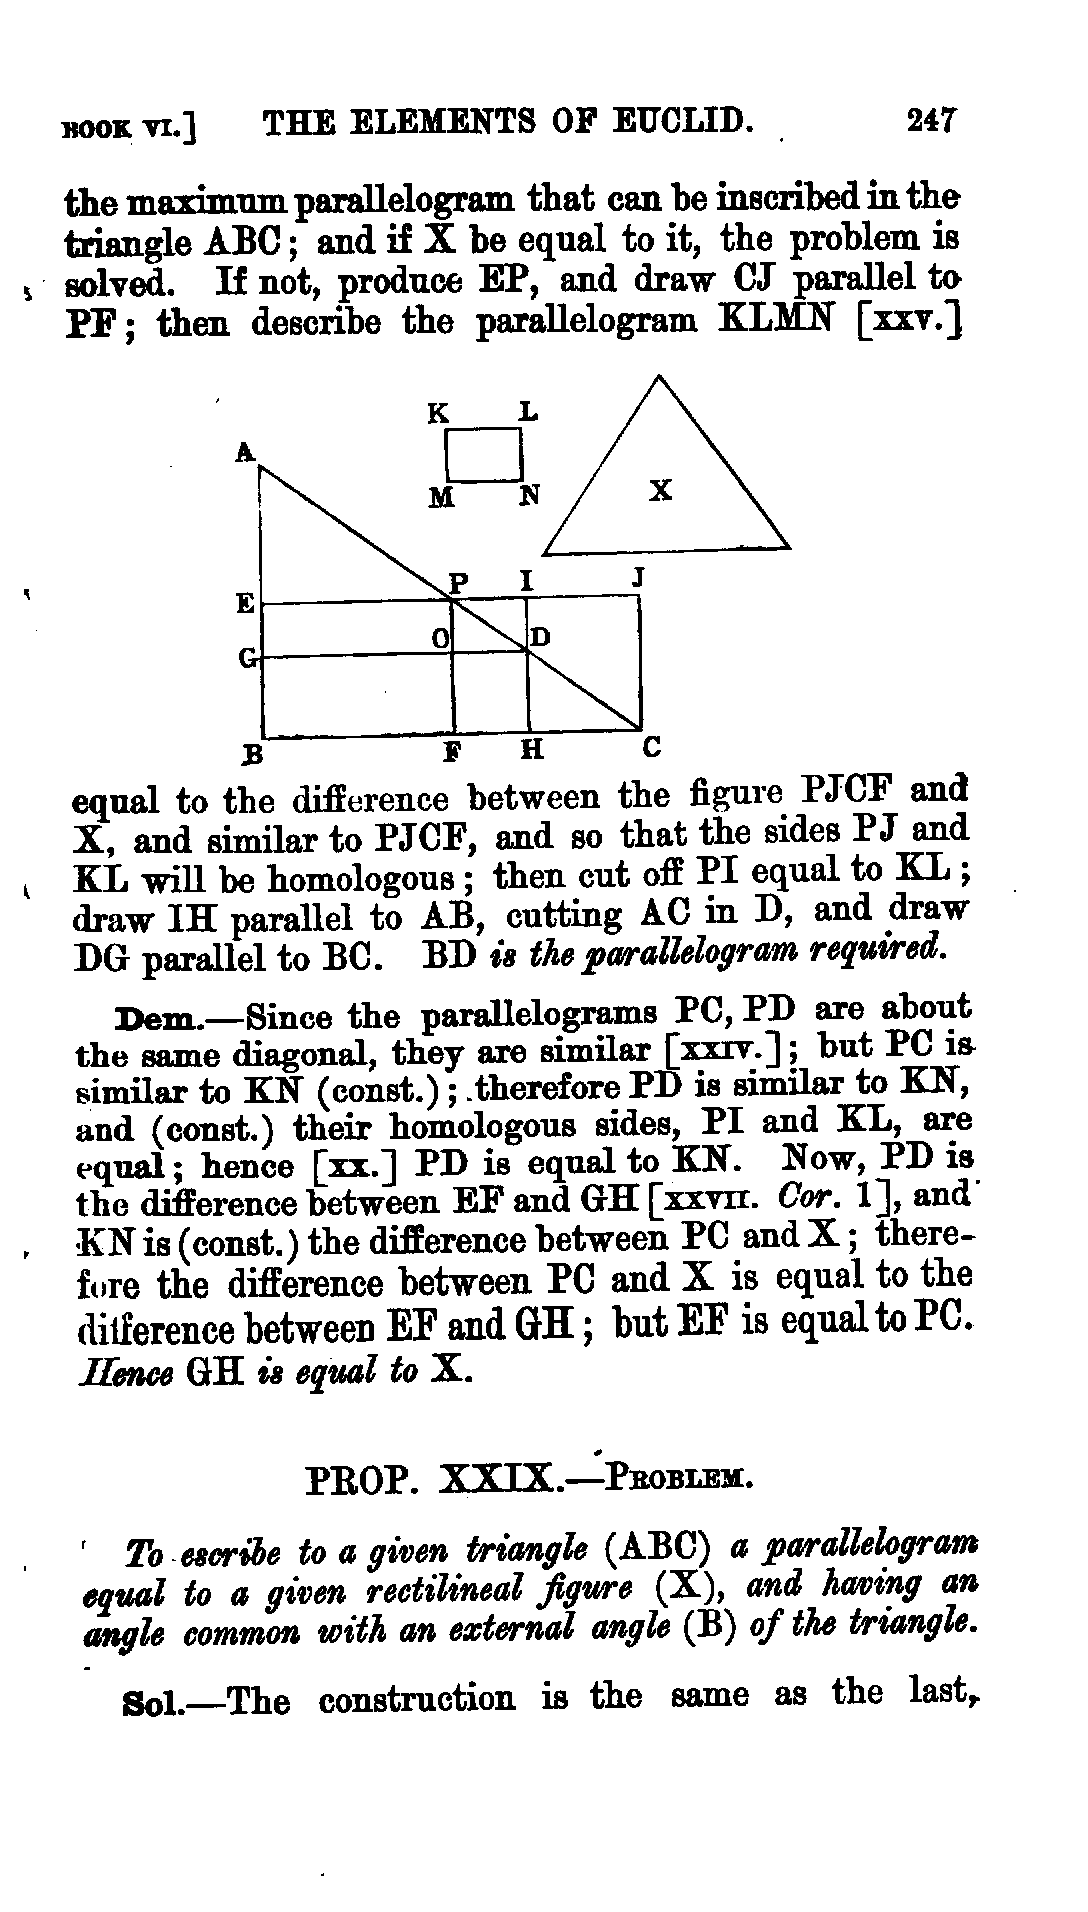 BOOK VI.] THE ELEMENTS OF EUCLID. 247
the maximum parallelogram that can be inscribed in the
triangle ABC; and if X be equal to it, the problem is
solved. If not, produce EP, and draw CJ parallel to
PF; then describe the parallelogram KLMN [xxv.]
K L
A
M N X
P I J
E
O D
G
B F H C
equal to the difference between the figure PJCF and
X, and similar to PJCF, and so that the sides PJ and
KL will be homologous; then cut off PI equal to KL;
draw IH parallel to AB, cutting AC in D, and draw
DG parallel to BC. BD is the parallelogram required.
Dem.—Since the parallelograms PC, PD are about
the same diagonal, they are similar [xxiv.]; but PC is
similar to KN (const.); therefore PD is similar to KN,
and (const.) their homologous sides, PI and KL, are
equal; hence [xx.] PD is equal to KN. Now, PD is
the difference between EF and GH [xxvii. Cor. 1], and
KN is (const.) the difference between PC and X; there-
fore the difference between PC and X is equal to the
difference between EF and GH; but EF is equal to PC.
Hence GH is equal to X.
PROP. XXIX.—Problem.
To escribe to a given triangle (ABC) a parallelogram
equal to a given rectilineal figure (X), and having an
angle common with an external angle (B) of the triangle.
Sol.—The construction is the same as the last,